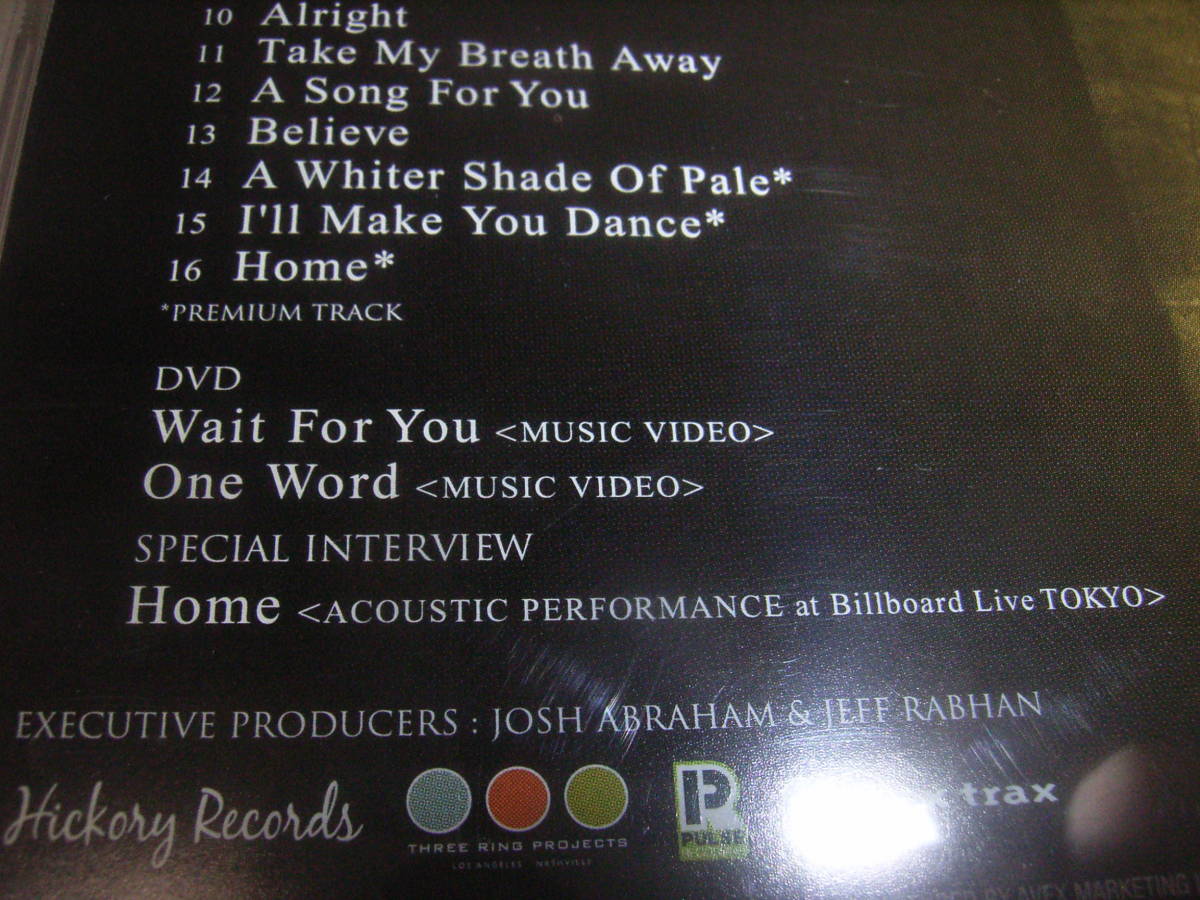 10 Alright
11 Take My Breath Away
12 A Song For You
13 Believe
14 A Whiter Shade Of Pale*
15 I'll Make You Dance*
16 Home*
*PREMIUM TRACK
DVD
Wait For You <MUSIC VIDEO>
One Word <MUSIC VIDEO>
SPECIAL INTERVIEW
Home <ACOUSTIC PERFORMANCE at Billboard Live TOKYO>
EXECUTIVE PRODUCERS : JOSH ABRAHAM & JEFF RABHAN
Hickory Records
THREE RING PROJECTS
LOS ANGELES NASHVILLE
PULSE
trax
BY AVEX MARKETING